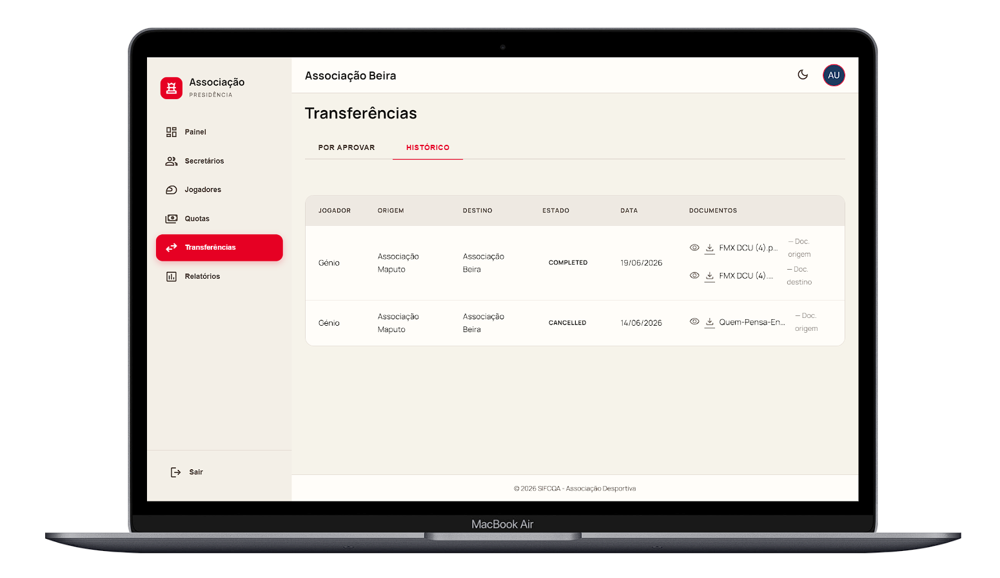 Associação
PRESIDÊNCIA
Painel
Secretários
Jogadores
Quotas
Transferências
Relatórios
Sair
Associação Beira
AU
Transferências
POR APROVAR
HISTÓRICO
JOGADOR ORIGEM DESTINO ESTADO DATA DOCUMENTOS
Génio
Associação
Maputo
Associação
Beira
COMPLETED
19/06/2026
FMX DCU (4).p...
— Doc.
origem
FMX DCU (4)....
— Doc.
destino
Génio
Associação
Maputo
Associação
Beira
CANCELLED
14/06/2026
Quem-Pensa-En...
— Doc.
origem
© 2026 SIFCQA - Associação Desportiva
MacBook Air